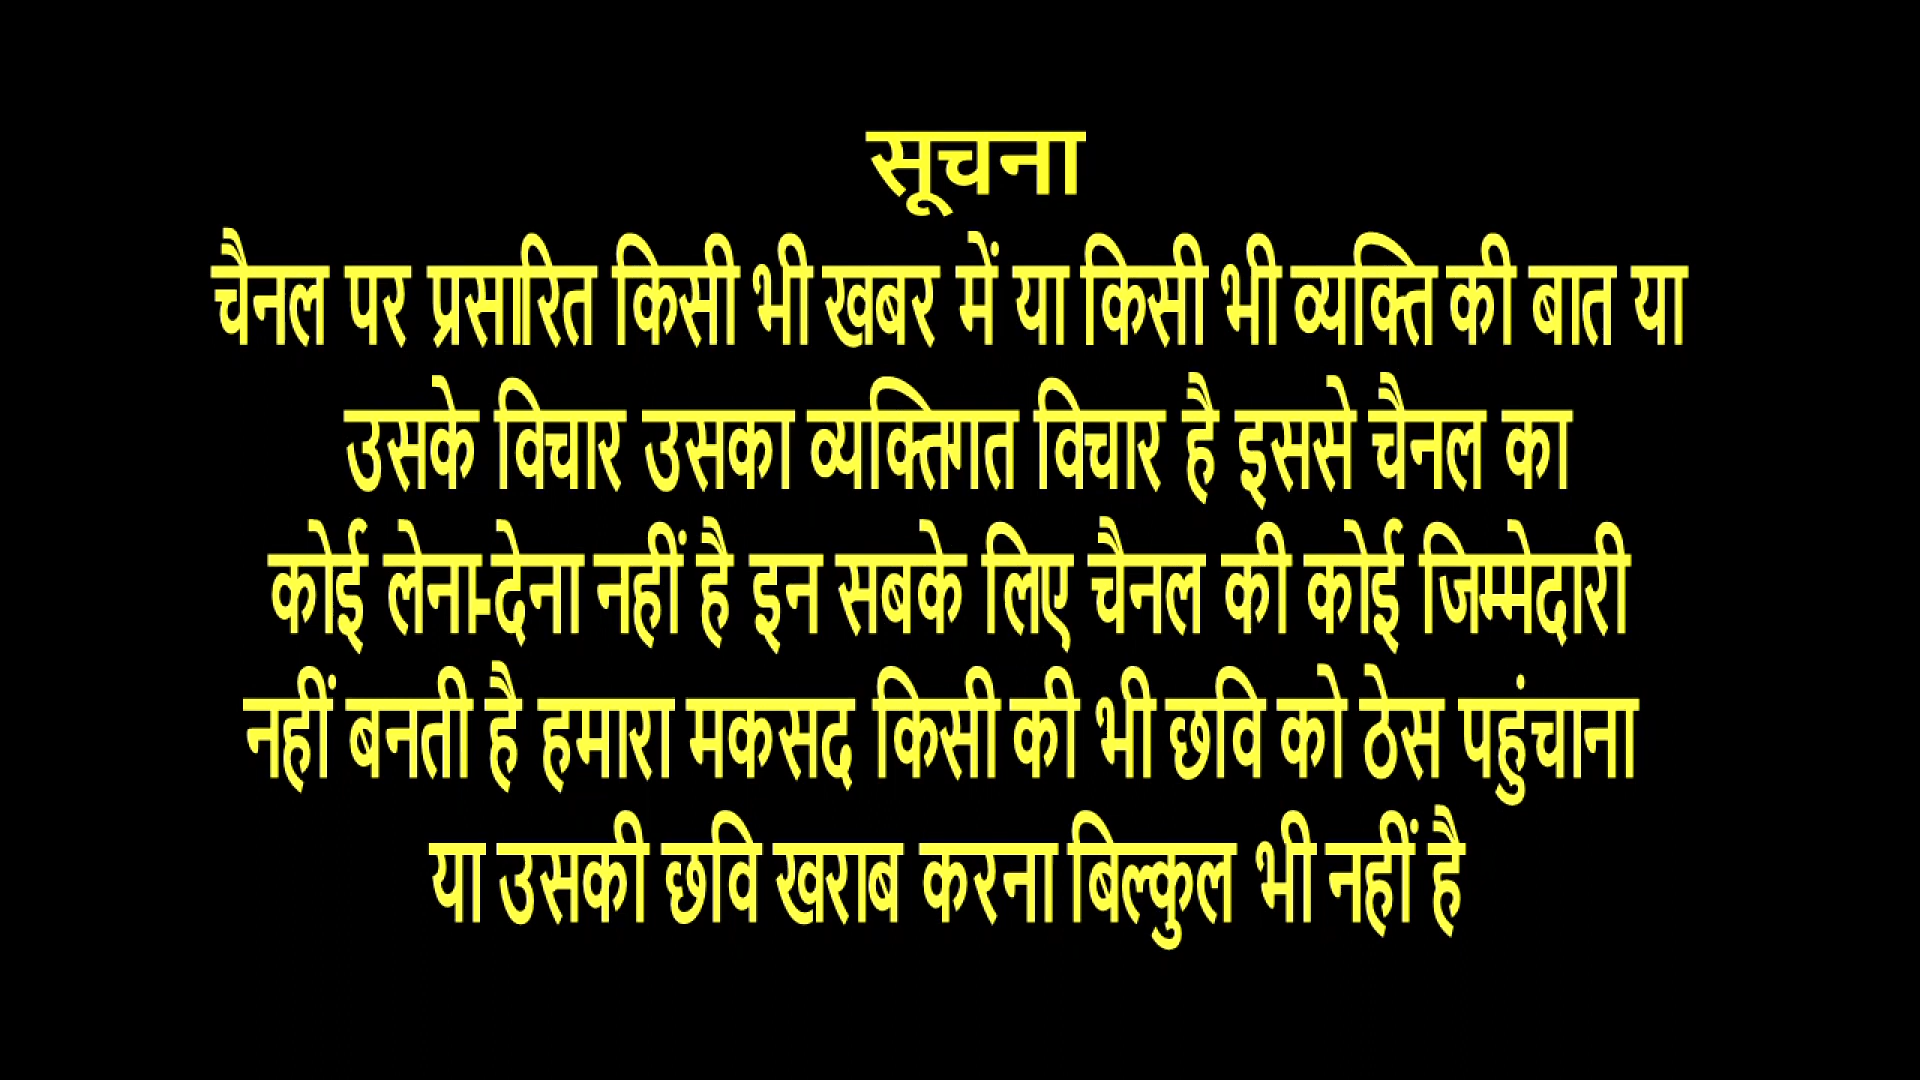 सूचना
चैनल पर प्रसारित किसी भी खबर में या किसी भी व्यक्ति की बात या
उसके विचार उसका व्यक्तिगत विचार है इससे चैनल का
कोई लेना-देना नहीं है इन सबके लिए चैनल की कोई जिम्मेदारी
नहीं बनती है हमारा मकसद किसी की भी छवि को ठेस पहुंचाना
या उसकी छवि खराब करना बिल्कुल भी नहीं है